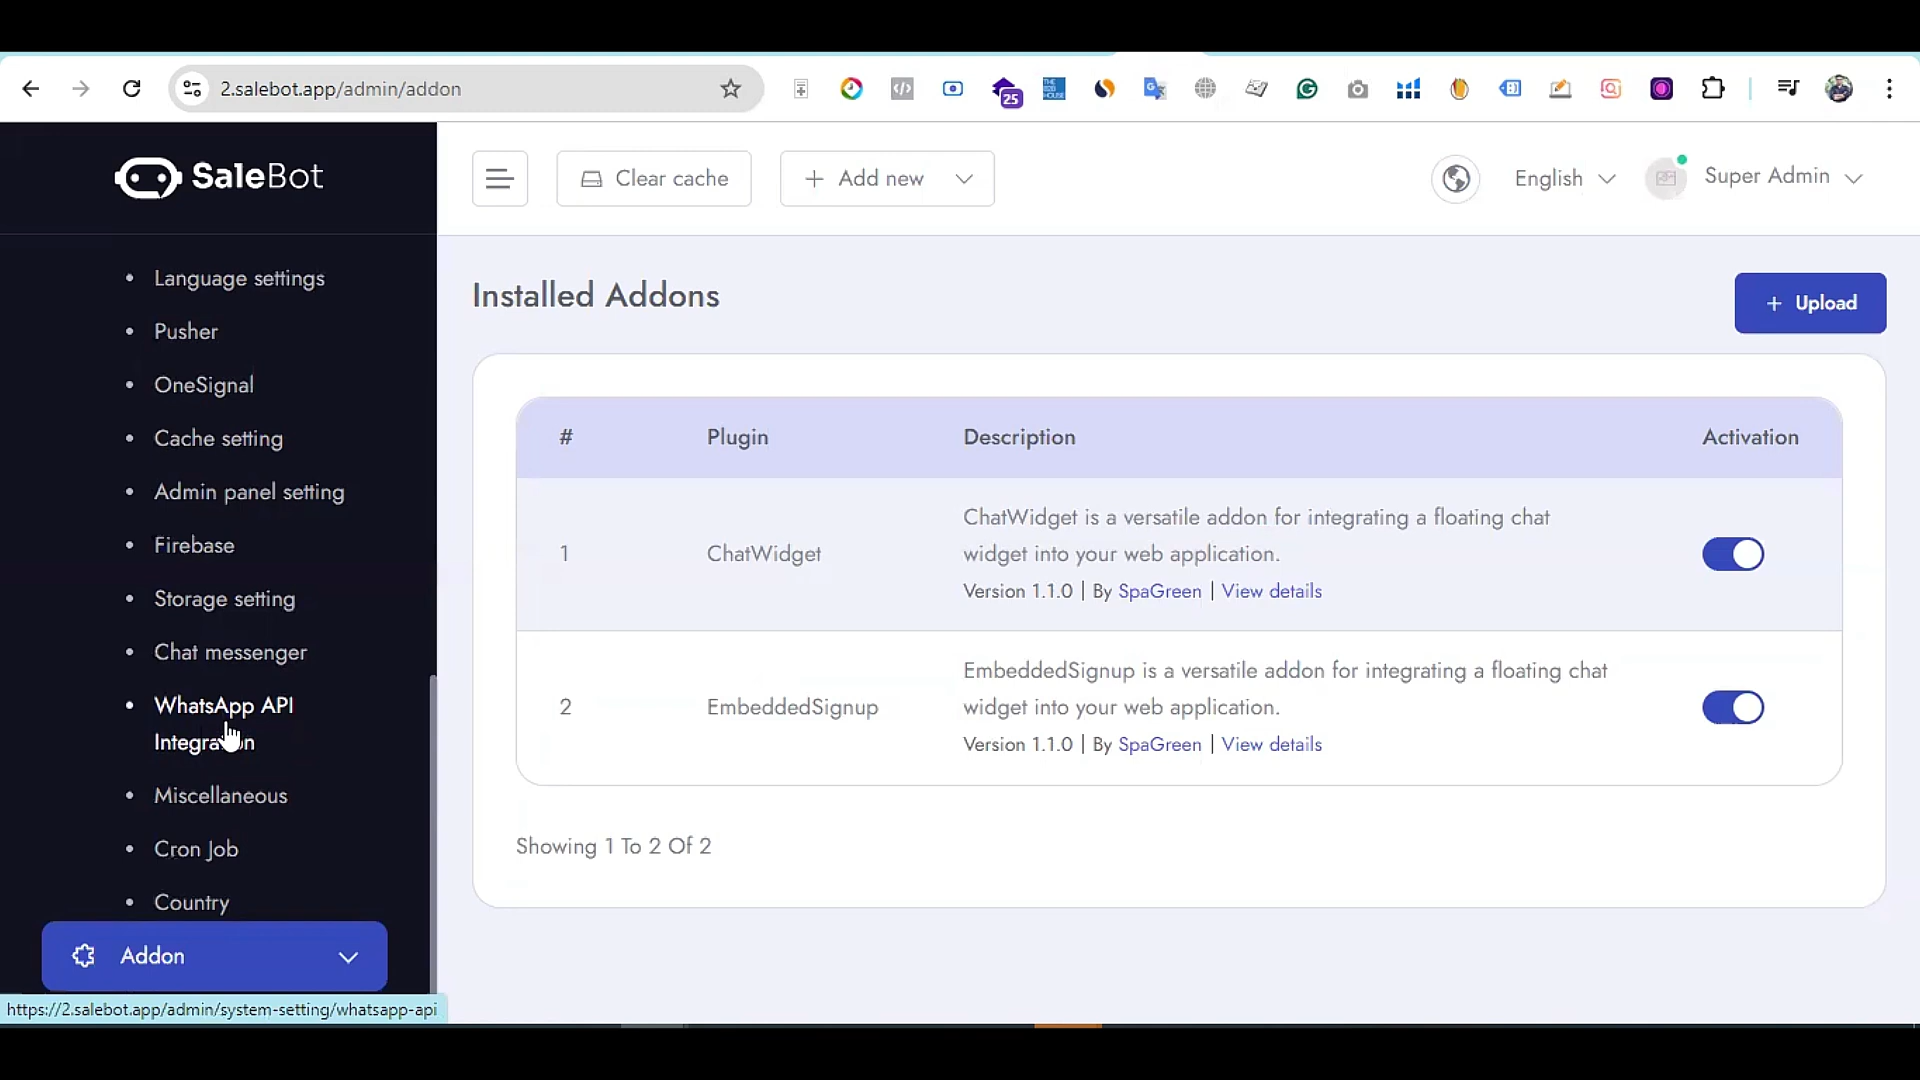 2.salebot.app/admin/addon
25
SaleBot
Clear cache
Add new
English
Super Admin
Language settings
Pusher
OneSignal
Cache setting
Admin panel setting
Firebase
Storage setting
Chat messenger
WhatsApp API
Integration
Miscellaneous
Cron Job
Country
Addon
https://2.salebot.app/admin/system-setting/whatsapp-api
Installed Addons
+ Upload
# Plugin Description Activation
ChatWidget is a versatile addon for integrating a floating chat
1 ChatWidget widget into your web application.
Version 1.1.0 | By SpaGreen | View details
EmbeddedSignup is a versatile addon for integrating a floating chat
2 EmbeddedSignup widget into your web application.
Version 1.1.0 | By SpaGreen | View details
Showing 1 To 2 Of 2